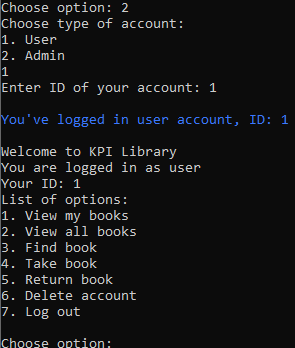 Choose option: 2
Choose type of account:
1. User
2. Admin
1
Enter ID of your account: 1
You've logged in user account, ID: 1
Welcome to KPI Library
You are logged in as user
Your ID: 1
List of options:
1. View my books
2. View all books
3. Find book
4. Take book
5. Return book
6. Delete account
7. Log out
Choose option: